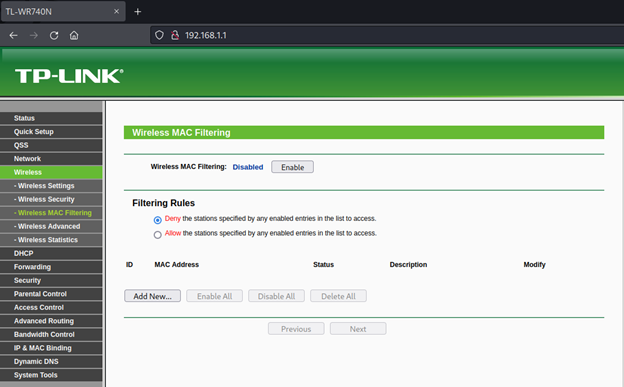 TL-WR740N
192.168.1.1
TP-LINK®
Status
Quick Setup
QSS
Network
Wireless
- Wireless Settings
- Wireless Security
- Wireless MAC Filtering
- Wireless Advanced
- Wireless Statistics
DHCP
Forwarding
Security
Parental Control
Access Control
Advanced Routing
Bandwidth Control
IP & MAC Binding
Dynamic DNS
System Tools
Wireless MAC Filtering
Wireless MAC Filtering: Disabled Enable
Filtering Rules
Deny the stations specified by any enabled entries in the list to access.
Allow the stations specified by any enabled entries in the list to access.
ID MAC Address Status Description Modify
Add New... Enable All Disable All Delete All
Previous Next